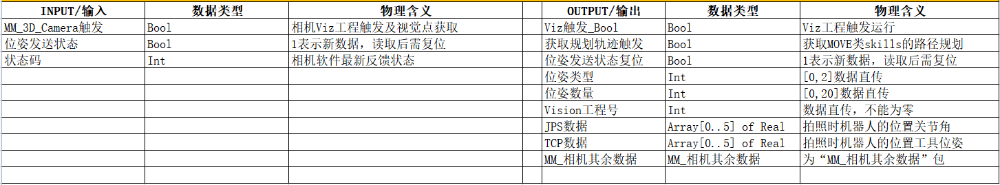 INPUT/输入 数据类型 物理含义 OUTPUT/输出 数据类型 物理含义
MM_3D_Camera触发 Bool 相机Viz工程触发及视觉点获取 Viz触发_Bool Bool Viz工程触发运行
位姿发送状态 Bool 1表示新数据,读取后需复位 获取规划轨迹触发 Bool 获取MOVE类skills的路径规划
状态码 Int 相机软件最新反馈状态 位姿发送状态复位 Bool 1表示新数据,读取后需复位
位姿类型 Int [0,2]数据直传
位姿数量 Int [0,20]数据直传
Vision工程号 Int 数据直传,不能为零
JPS数据 Array[0..5] of Real 拍照时机器人的位置关节角
TCP数据 Array[0..5] of Real 拍照时机器人的位置工具位姿
MM_相机其余数据 MM_相机其余数据 为“MM_相机其余数据”包